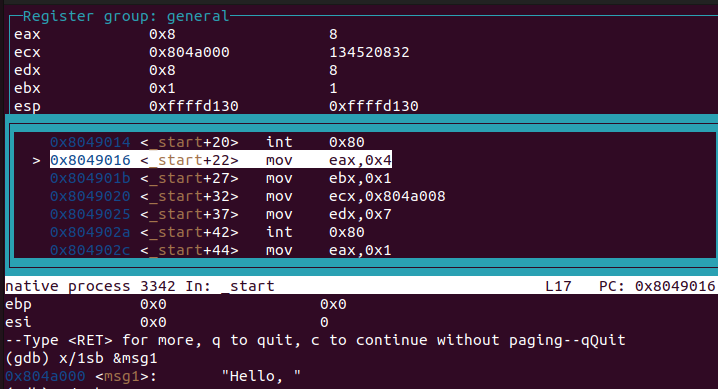 Register group: general
eax 0x8 8
ecx 0x804a000 134520832
edx 0x8 8
ebx 0x1 1
esp 0xffffd130 0xffffd130
0x8049014 <_start+20> int 0x80
> 0x8049016 <_start+22> mov eax,0x4
0x804901b <_start+27> mov ebx,0x1
0x8049020 <_start+32> mov ecx,0x804a008
0x8049025 <_start+37> mov edx,0x7
0x804902a <_start+42> int 0x80
0x804902c <_start+44> mov eax,0x1
native process 3342 In: _start L17 PC: 0x8049016
ebp 0x0 0x0
esi 0x0 0
--Type <RET> for more, q to quit, c to continue without paging--qQuit
(gdb) x/1sb &msg1
0x804a000 <msg1>: "Hello, "